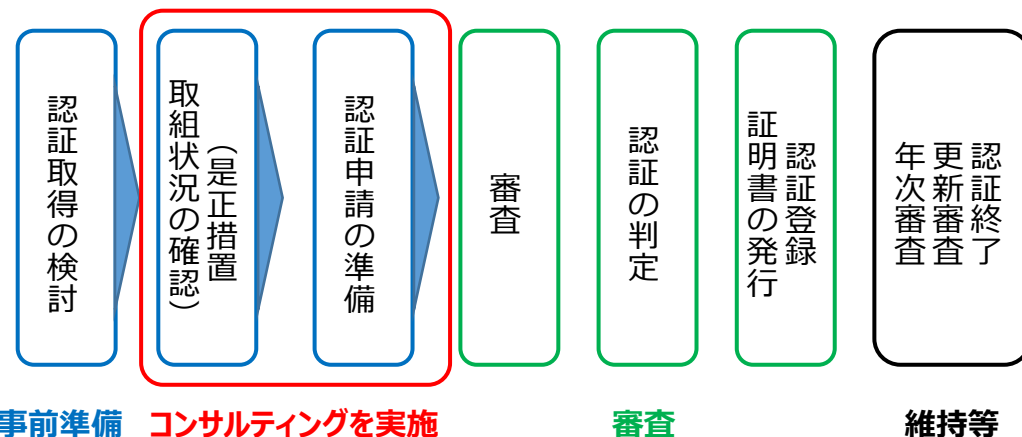 認証取得の検討
取組状況の確認）
（是正措置
認証申請の準備
審査
認証の判定
認証登録
証明書の発行
認証終了
更新審査
年次審査
事前準備
コンサルティングを実施
審査
維持等